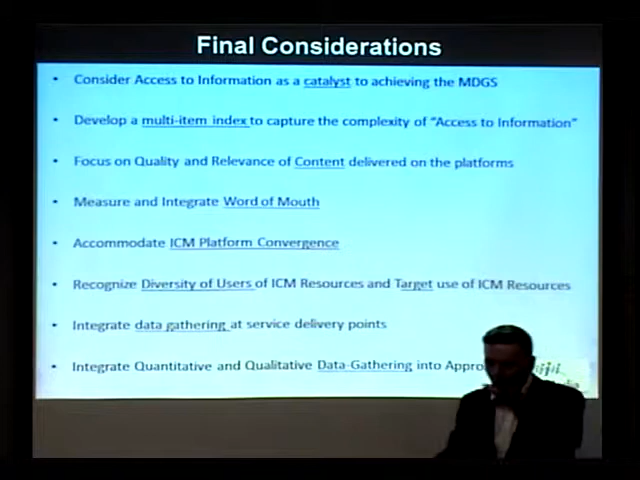 Final Considerations
• Consider Access to Information as a catalyst to achieving the MDGS
• Develop a multi-item index to capture the complexity of "Access to Information"
• Focus on Quality and Relevance of Content delivered on the platforms
• Measure and Integrate Word of Mouth
• Accommodate ICM Platform Convergence
• Recognize Diversity of Users of ICM Resources and Target use of ICM Resources
• Integrate data gathering at service delivery points
• Integrate Quantitative and Qualitative Data-Gathering into